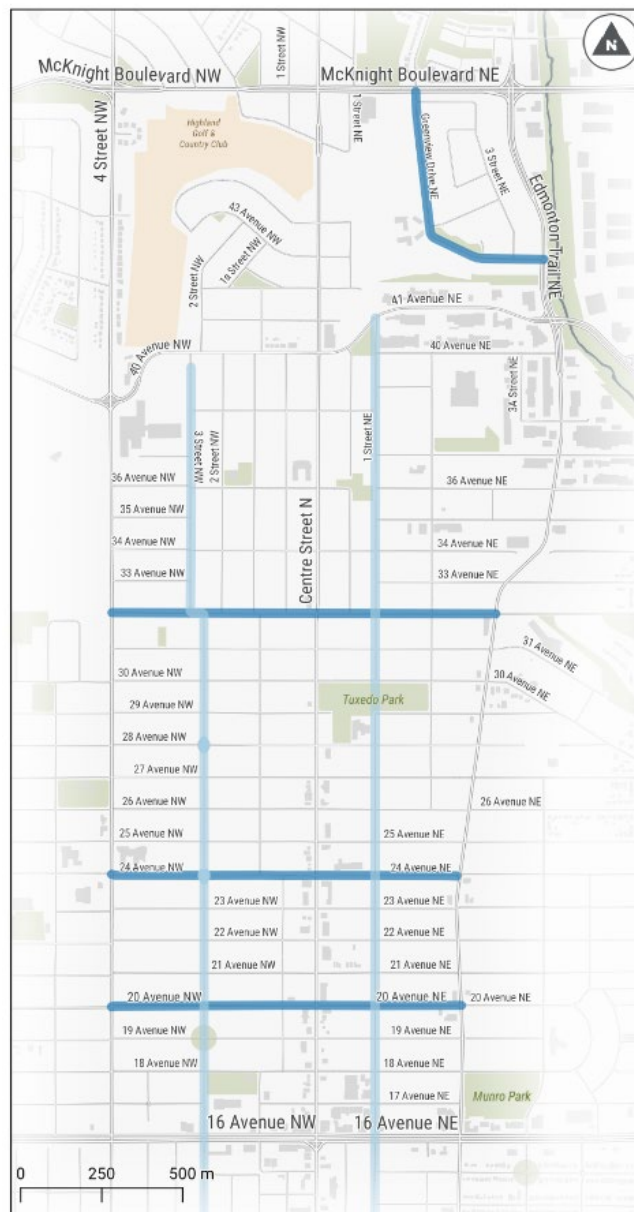 N
1 Street NW
McKnight Boulevard NW
McKnight Boulevard NE
4 Street NW
Highland
Golf &
Country Club
1 Street NE
Greenview Drive NE
3 Street NE
Edmonton Trail NE
43 Avenue NW
1a Street NW
2 Street NW
41 Avenue NE
40 Avenue NW
40 Avenue NE
3A Street NE
3 Street NW
2 Street NW
1 Street NE
36 Avenue NW
36 Avenue NE
35 Avenue NW
Centre Street N
34 Avenue NW
34 Avenue NE
33 Avenue NW
33 Avenue NE
31 Avenue NE
30 Avenue NW
30 Avenue NE
29 Avenue NW
Tuxedo Park
28 Avenue NW
27 Avenue NW
26 Avenue NW
26 Avenue NE
25 Avenue NW
25 Avenue NE
24 Avenue NW
24 Avenue NE
23 Avenue NW
23 Avenue NE
22 Avenue NW
22 Avenue NE
21 Avenue NW
21 Avenue NE
20 Avenue NW
20 Avenue NE
20 Avenue NE
19 Avenue NW
19 Avenue NE
18 Avenue NW
18 Avenue NE
17 Avenue NE
Munro Park
16 Avenue NW
16 Avenue NE
0 250 500 m